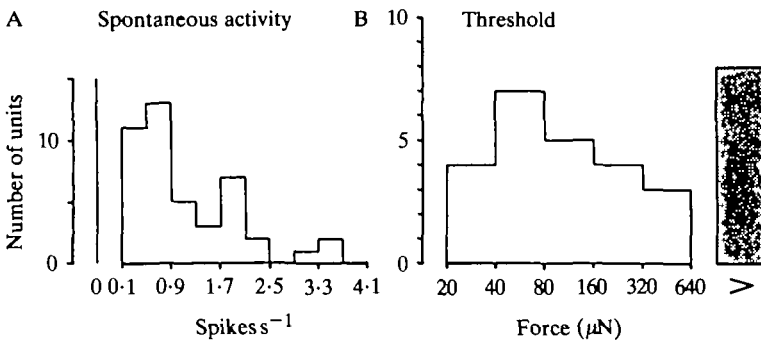 A Spontaneous activity
Number of units
10
0
0 0·1 0·9 1·7 2·5 3·3 4·1
Spikes s⁻¹
B Threshold
10
5
0
20 40 80 160 320 640 >
Force (μN)